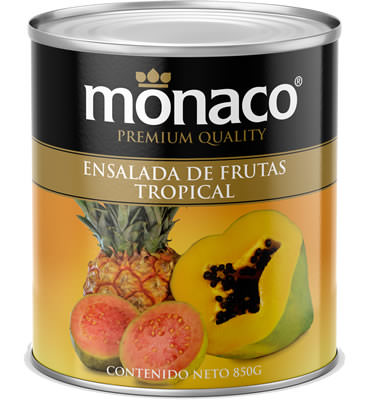 monaco®
PREMIUM QUALITY
ENSALADA DE FRUTAS
TROPICAL
CONTENIDO NETO 850G